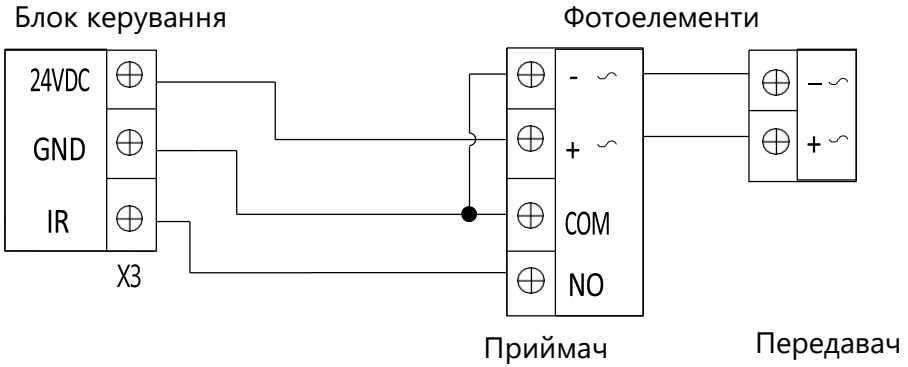 Блок керування
Фотоелементи
24VDC
GND
IR
X3
- ~
+ ~
COM
NO
Приймач
- ~
+ ~
Передавач